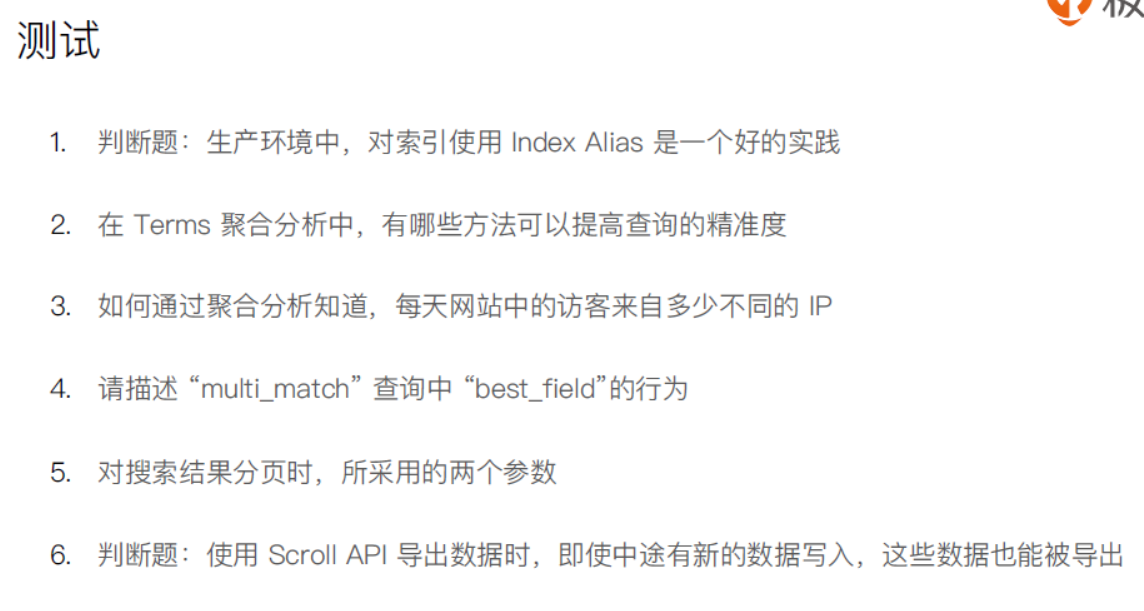 测试
1. 判断题：生产环境中，对索引使用 Index Alias 是一个好的实践
2. 在 Terms 聚合分析中，有哪些方法可以提高查询的精准度
3. 如何通过聚合分析知道，每天网站中的访客来自多少不同的 IP
4. 请描述 “multi_match” 查询中 “best_field”的行为
5. 对搜索结果分页时，所采用的两个参数
6. 判断题：使用 Scroll API 导出数据时，即使中途有新的数据写入，这些数据也能被导出